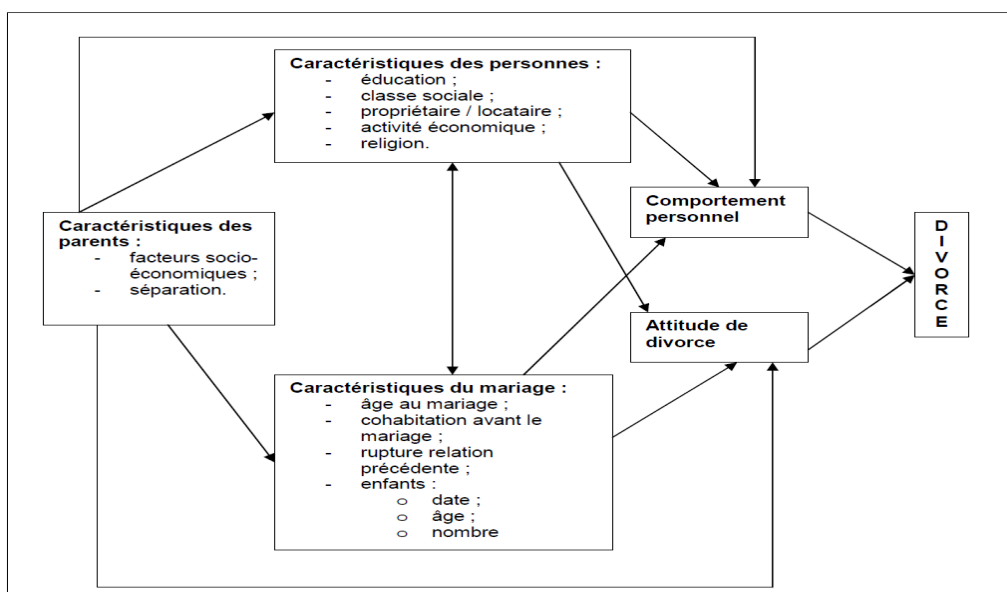 Caractéristiques des personnes :
- éducation ;
- classe sociale ;
- propriétaire / locataire ;
- activité économique ;
- religion.
Caractéristiques des
parents :
- facteurs socio-
économiques ;
- séparation.
Comportement
personnel
Attitude de
divorce
Caractéristiques du mariage :
- âge au mariage ;
- cohabitation avant le
mariage ;
- rupture relation
précédente ;
- enfants :
o date ;
o âge ;
o nombre
D
I
V
O
R
C
E